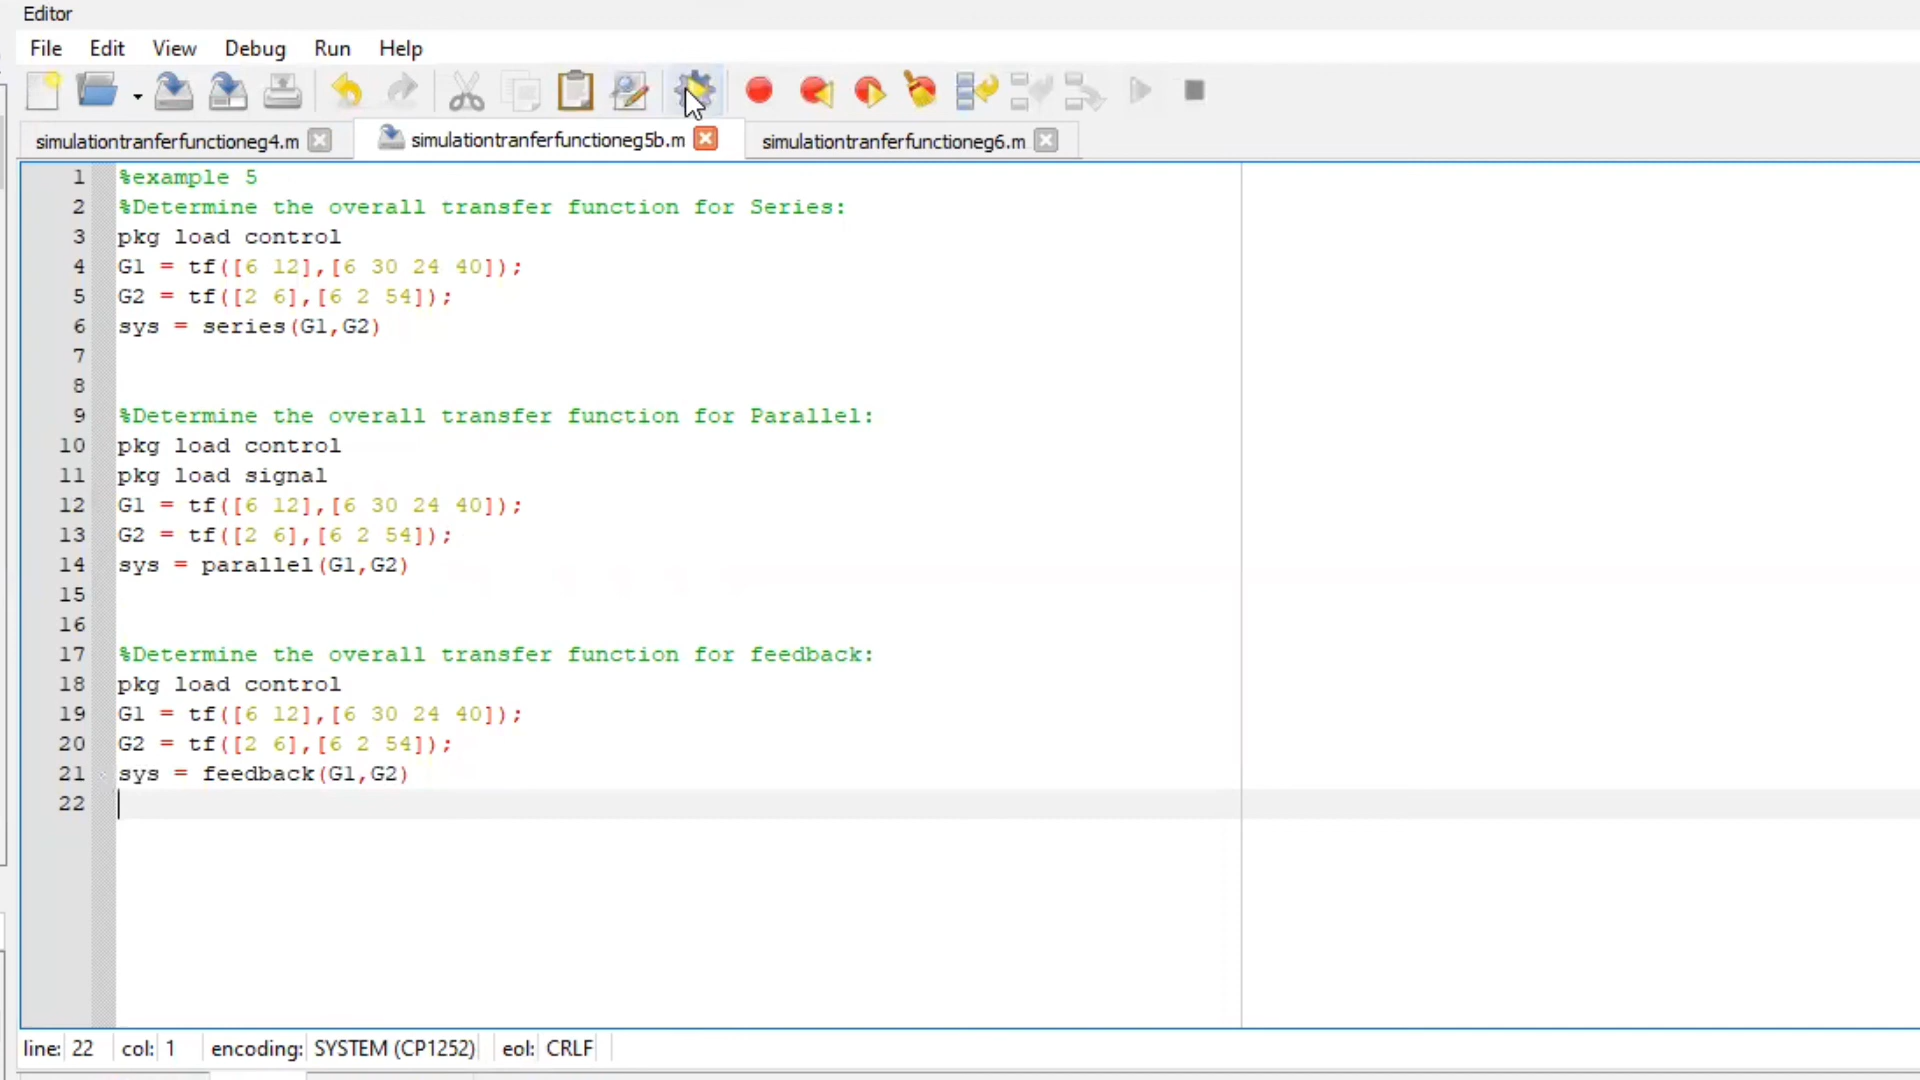 Editor
File Edit View Debug Run Help
simulationtranferfunctioneg4.m simulationtranferfunctioneg5b.m simulationtranferfunctioneg6.m
1 %example 5
2 %Determine the overall transfer function for Series:
3 pkg load control
4 G1 = tf([6 12],[6 30 24 40]);
5 G2 = tf([2 6],[6 2 54]);
6 sys = series(G1,G2)
7
8
9 %Determine the overall transfer function for Parallel:
10 pkg load control
11 pkg load signal
12 G1 = tf([6 12],[6 30 24 40]);
13 G2 = tf([2 6],[6 2 54]);
14 sys = parallel(G1,G2)
15
16
17 %Determine the overall transfer function for feedback:
18 pkg load control
19 G1 = tf([6 12],[6 30 24 40]);
20 G2 = tf([2 6],[6 2 54]);
21 sys = feedback(G1,G2)
22
line: 22 col: 1 encoding: SYSTEM (CP1252) eol: CRLF